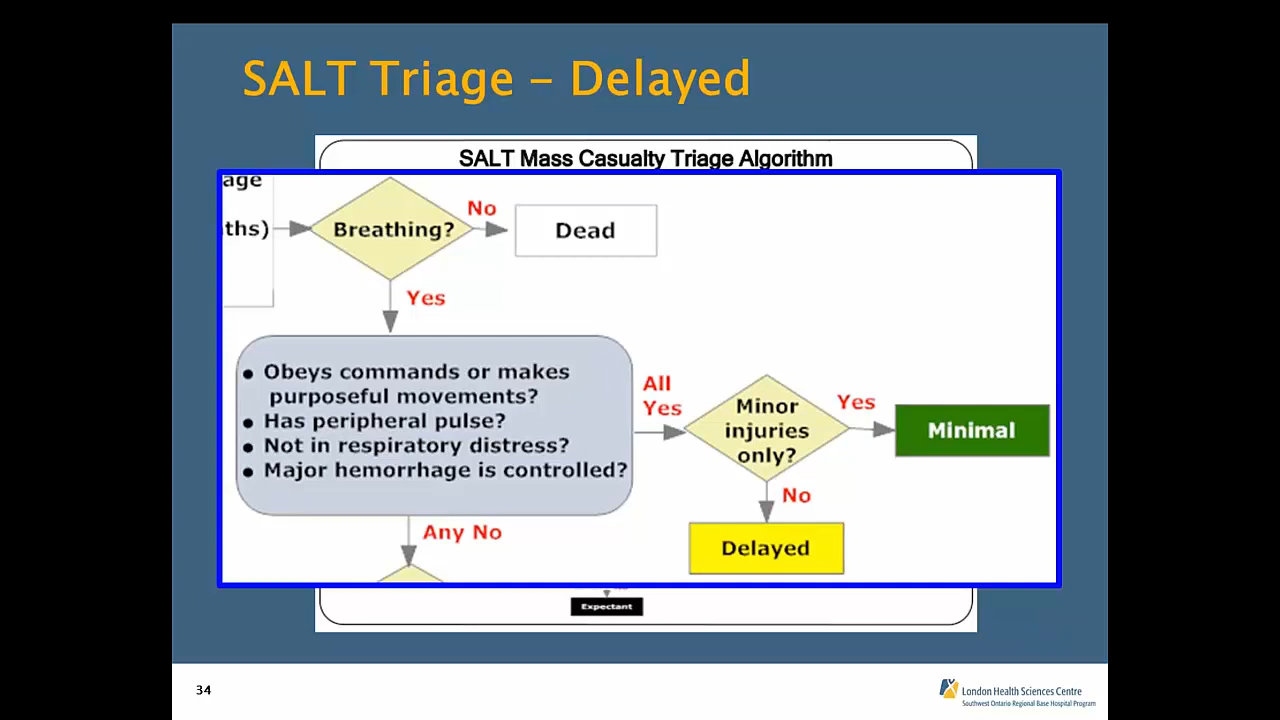 SALT Triage – Delayed
SALT Mass Casualty Triage Algorithm
age
ths)
Breathing?
No
Dead
Yes
• Obeys commands or makes
purposeful movements?
• Has peripheral pulse?
• Not in respiratory distress?
• Major hemorrhage is controlled?
All
Yes
Minor
injuries
only?
Yes
Minimal
No
Delayed
Any No
Expectant
34
London Health Sciences Centre
Southwest Ontario Regional Base Hospital Program